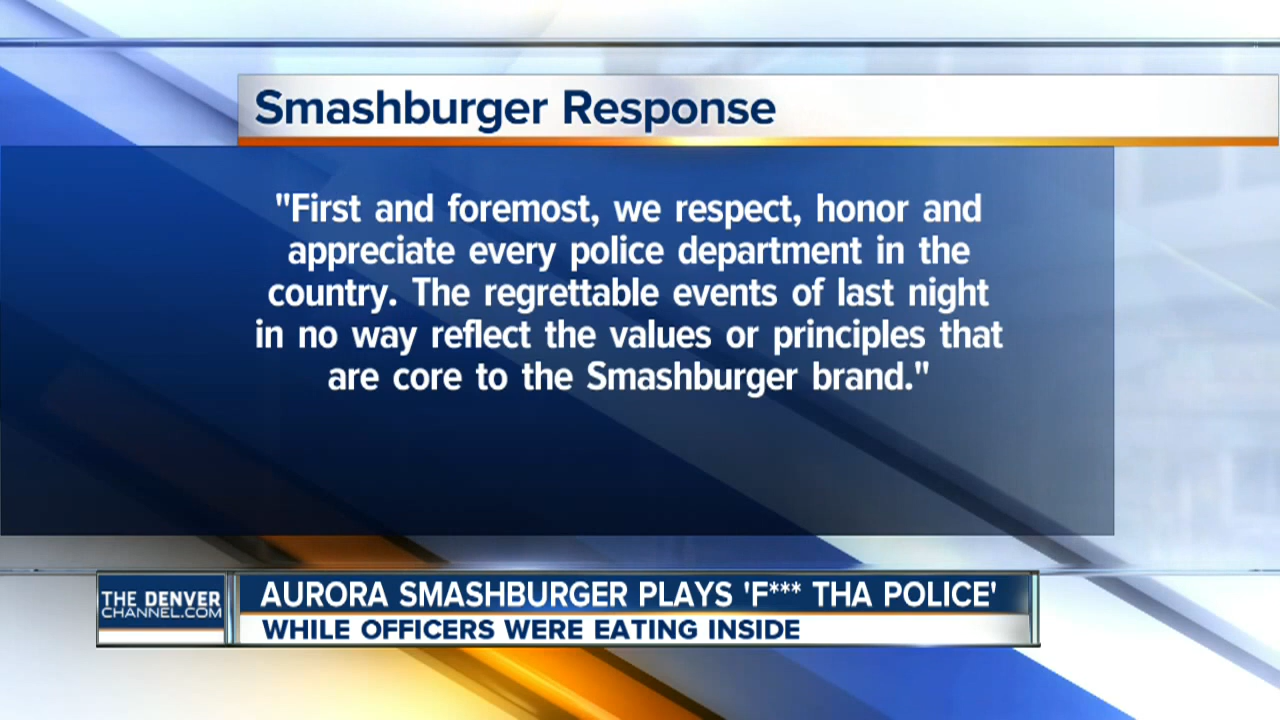 Smashburger Response
"First and foremost, we respect, honor and
appreciate every police department in the
country. The regrettable events of last night
in no way reflect the values or principles that
are core to the Smashburger brand."
THE DENVER
CHANNEL.COM
AURORA SMASHBURGER PLAYS 'F*** THA POLICE'
WHILE OFFICERS WERE EATING INSIDE